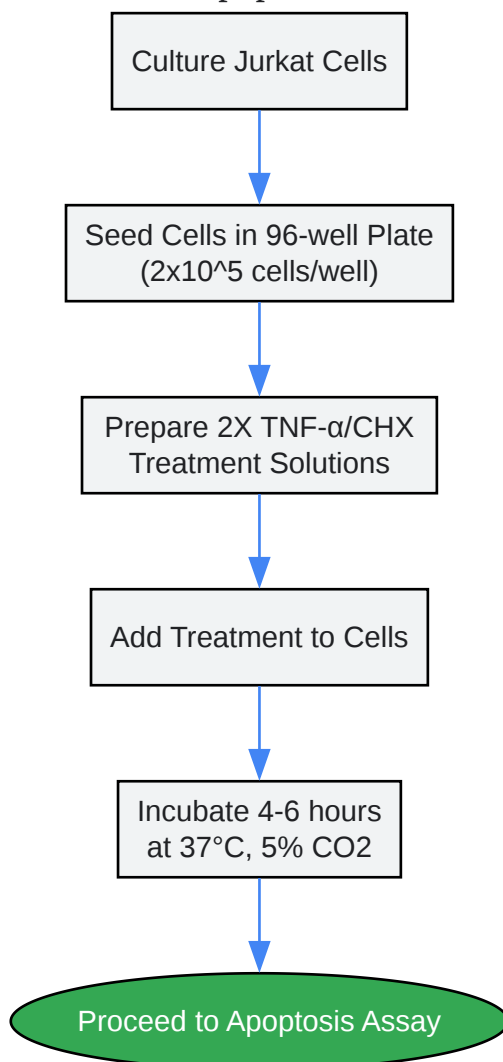 Culture Jurkat Cells
Seed Cells in 96-well Plate
(2x10^5 cells/well)
Prepare 2X TNF-α/CHX
Treatment Solutions
Add Treatment to Cells
Incubate 4-6 hours
at 37°C, 5% CO2
Proceed to Apoptosis Assay